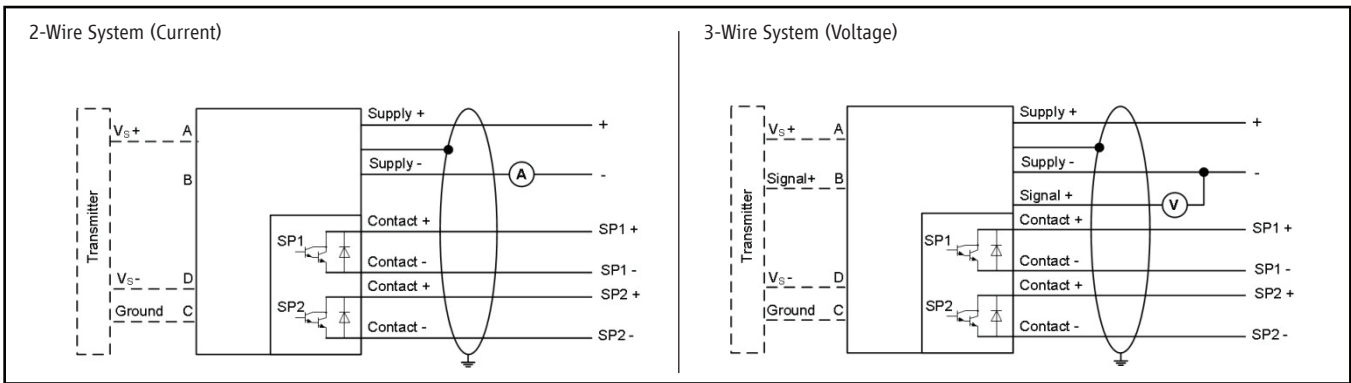 2-Wire System (Current)
Transmitter
VS+ A
B
VS- D
Ground C
Supply +
Supply -
Contact +
Contact -
Contact +
Contact -
SP1
SP2
A
+
-
SP1 +
SP1 -
SP2 +
SP2 -
3-Wire System (Voltage)
Transmitter
VS+ A
Signal+ B
VS- D
Ground C
Supply +
Supply -
Signal +
Contact +
Contact -
Contact +
Contact -
SP1
SP2
V
+
-
SP1 +
SP1 -
SP2 +
SP2 -